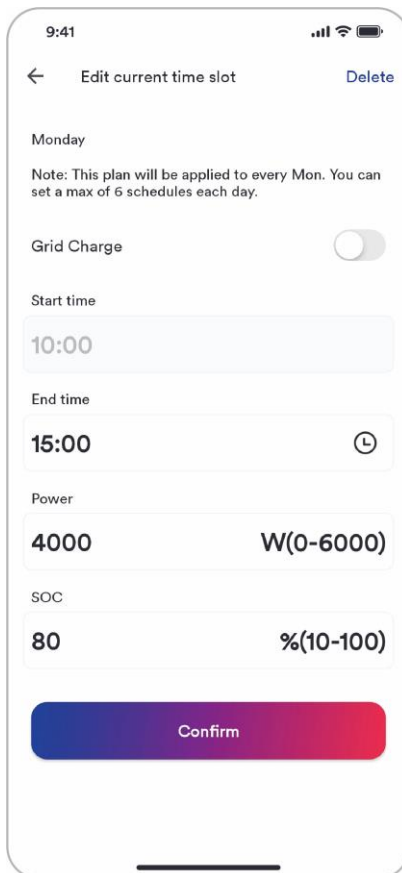 9:41
Edit current time slot Delete
Monday
Note: This plan will be applied to every Mon. You can
set a max of 6 schedules each day.
Grid Charge
Start time
10:00
End time
15:00
Power
4000 W(0-6000)
SOC
80 %(10-100)
Confirm